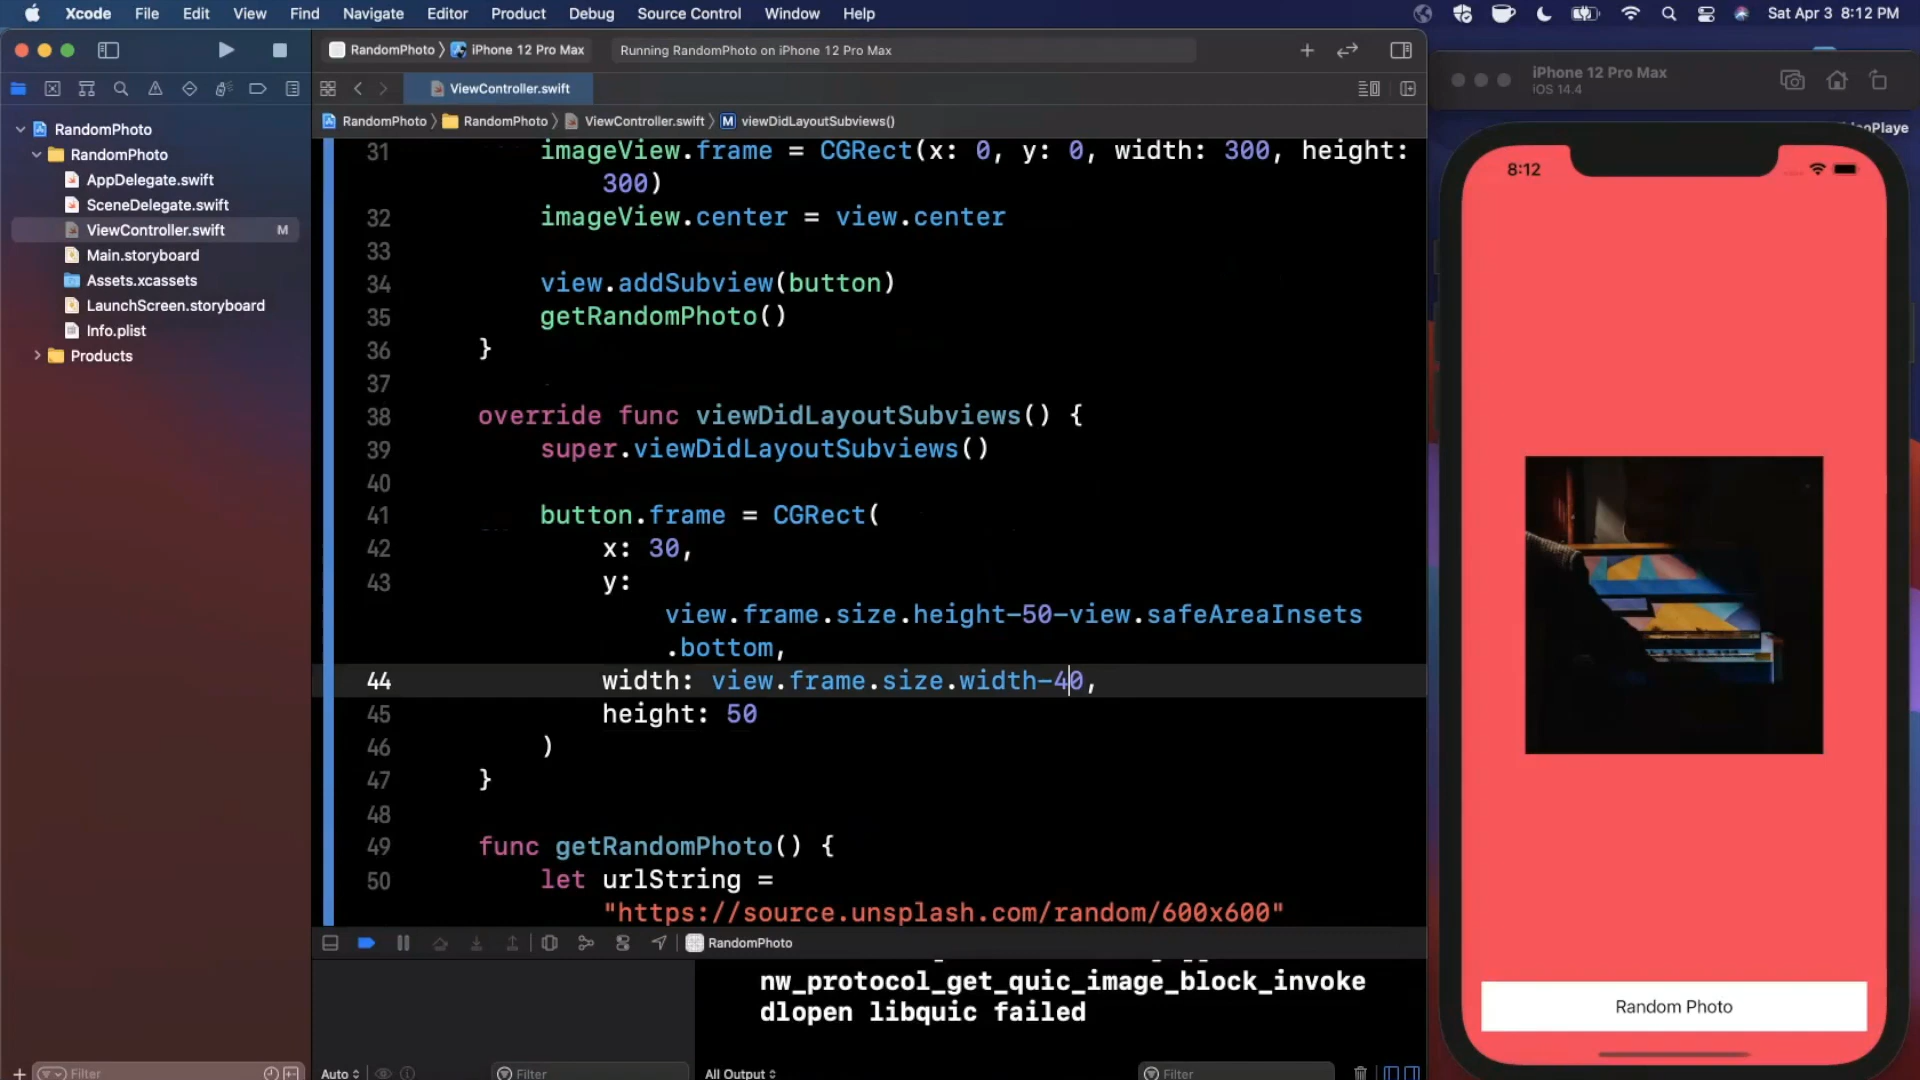 Xcode File Edit View Find Navigate Editor Product Debug Source Control Window Help Sat Apr 3 8:12 PM
RandomPhoto iPhone 12 Pro Max Running RandomPhoto on iPhone 12 Pro Max
ViewController.swift
RandomPhoto RandomPhoto ViewController.swift M viewDidLayoutSubviews()
RandomPhoto
RandomPhoto
AppDelegate.swift
SceneDelegate.swift
ViewController.swift M
Main.storyboard
Assets.xcassets
LaunchScreen.storyboard
Info.plist
Products
31 imageView.frame = CGRect(x: 0, y: 0, width: 300, height:
300)
32 imageView.center = view.center
33
34 view.addSubview(button)
35 getRandomPhoto()
36 }
37
38 override func viewDidLayoutSubviews() {
39 super.viewDidLayoutSubviews()
40
41 button.frame = CGRect(
42 x: 30,
43 y:
view.frame.size.height-50-view.safeAreaInsets
.bottom,
44 width: view.frame.size.width-40,
45 height: 50
46 )
47 }
48
49 func getRandomPhoto() {
50 let urlString =
"https://source.unsplash.com/random/600x600"
RandomPhoto
nw_protocol_get_quic_image_block_invoke
dlopen libquic failed
Filter
Auto
Filter
All Output
Filter
iPhone 12 Pro Max
iOS 14.4
8:12
Random Photo